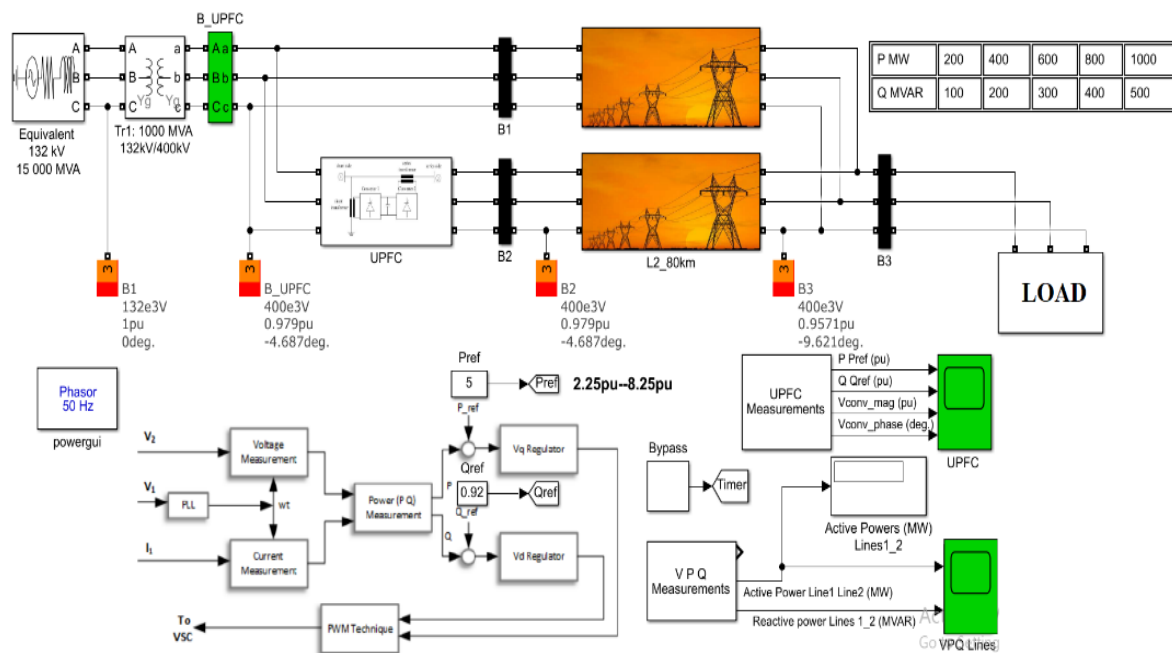 B_UPFC
A
B
C
A
B
C
a
b
c
Yg
Yg
Aa
Bb
Cc
Equivalent
132 kV
15 000 MVA
Tr1: 1000 MVA
132kV/400kV
B1
P MW 200 400 600 800 1000
Q MVAR 100 200 300 400 500
UPFC
B2
L2_80km
B3
LOAD
3
B1
132e3V
1pu
0deg.
3
B_UPFC
400e3V
0.979pu
-4.687deg.
3
B2
400e3V
0.979pu
-4.687deg.
3
B3
400e3V
0.9571pu
-9.621deg.
Phasor
50 Hz
powergui
Pref
5
Pref
2.25pu--8.25pu
P_ref
V2
Voltage
Measurement
V1
PLL
wt
I1
Current
Measurement
Power (P Q)
Measurement
P
Q
Vq Regulator
Qref
0.92
Qref
Q_ref
Vd Regulator
PWM Technique
To
VSC
UPFC
Measurements
P Pref (pu)
Q Qref (pu)
Vconv_mag (pu)
Vconv_phase (deg.)
UPFC
Bypass
Timer
Active Powers (MW)
Lines1_2
V P Q
Measurements
Active Power Line1 Line2 (MW)
Reactive power Lines 1_2 (MVAR)
VPQ Lines